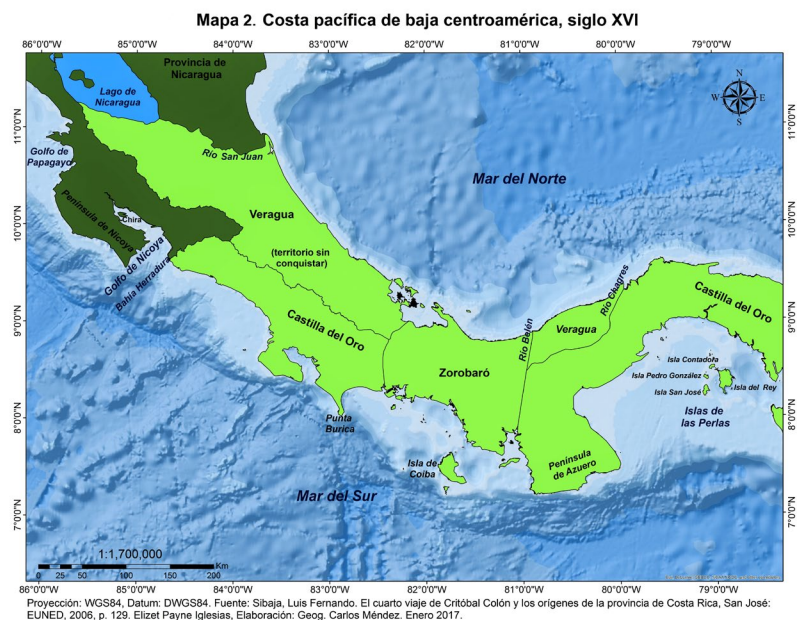 Mapa 2. Costa pacífica de baja centroamérica, siglo XVI
86°0'0"W 85°0'0"W 84°0'0"W 83°0'0"W 82°0'0"W 81°0'0"W 80°0'0"W 79°0'0"W
Provincia de
Nicaragua
Lago de
Nicaragua
N
W E
S
11°0'0"N 11°0'0"N
Río San Juan
Golfo de
Papagayo
Mar del Norte
Península de Nicoya
Chira
Veragua
10°0'0"N 10°0'0"N
Golfo de Nicoya
Bahía Herradura
(territorio sin
conquistar)
Castilla del Oro
Río Belén
Veragua
Río Chagres
Castilla del Oro
9°0'0"N 9°0'0"N
Zorobaró
Isla Contadora
Isla Pedro González
Isla del Rey
Isla San José
Islas de
las Perlas
8°0'0"N 8°0'0"N
Punta
Burica
Isla de
Coiba
Península
de Azuero
Mar del Sur
7°0'0"N 7°0'0"N
1:1,700,000
0 25 50 100 150 200 Km
86°0'0"W 85°0'0"W 84°0'0"W 83°0'0"W 82°0'0"W 81°0'0"W 80°0'0"W 79°0'0"W
Proyección: WGS84, Datum: DWGS84. Fuente: Sibaja, Luis Fernando. El cuarto viaje de Critóbal Colón y los orígenes de la provincia de Costa Rica, San José:
EUNED, 2006, p. 129. Elizet Payne Iglesias, Elaboración: Geog. Carlos Méndez. Enero 2017.